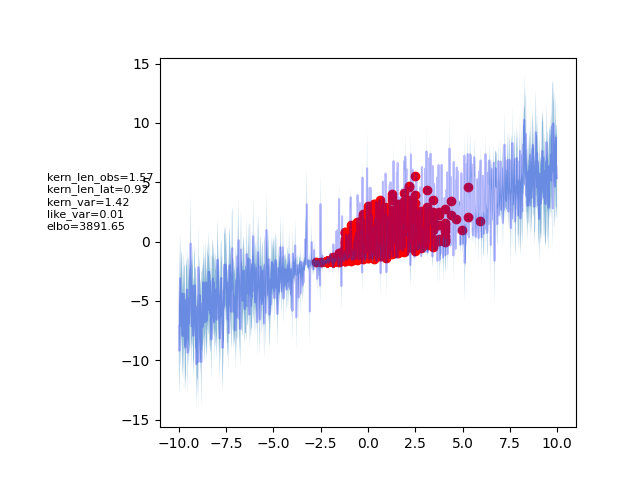 15
10
5
0
−5
−10
−15
kern_len_obs=1.57
kern_len_lat=0.92
kern_var=1.42
like_var=0.01
elbo=3891.65
−10.0 −7.5 −5.0 −2.5 0.0 2.5 5.0 7.5 10.0